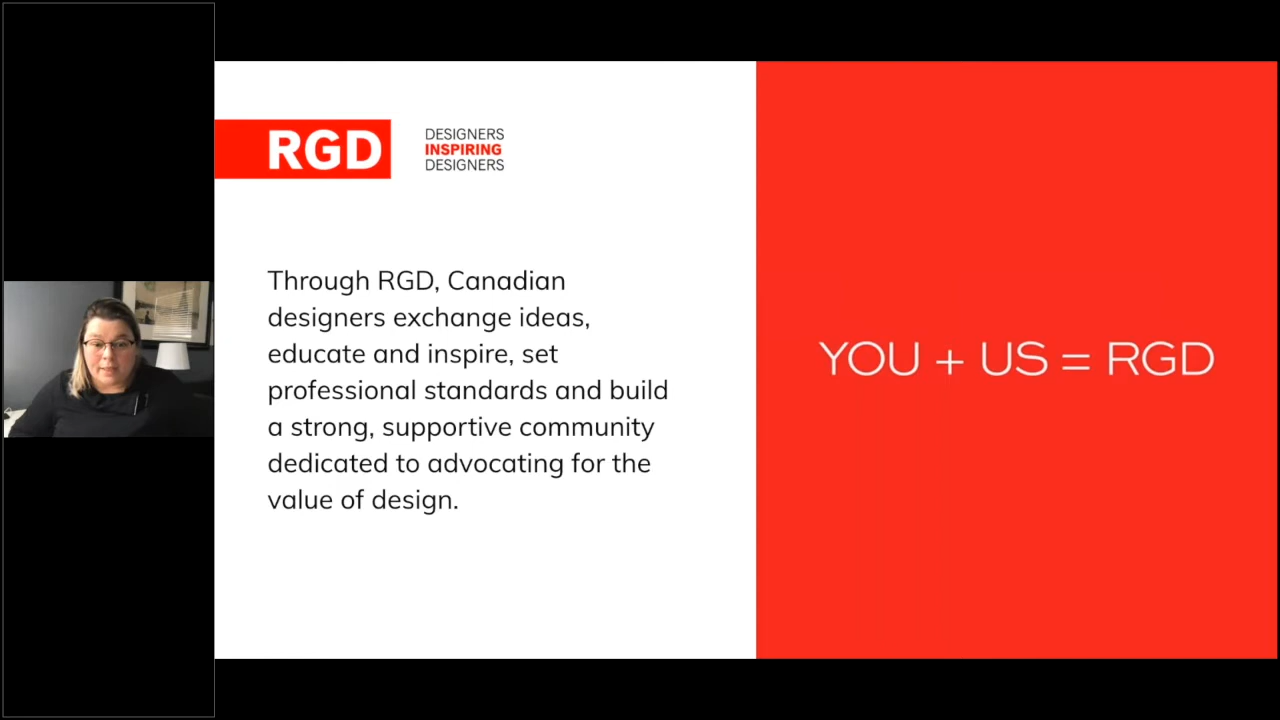 RGD
DESIGNERS
INSPIRING
DESIGNERS
Through RGD, Canadian
designers exchange ideas,
educate and inspire, set
professional standards and build
a strong, supportive community
dedicated to advocating for the
value of design.
YOU + US = RGD